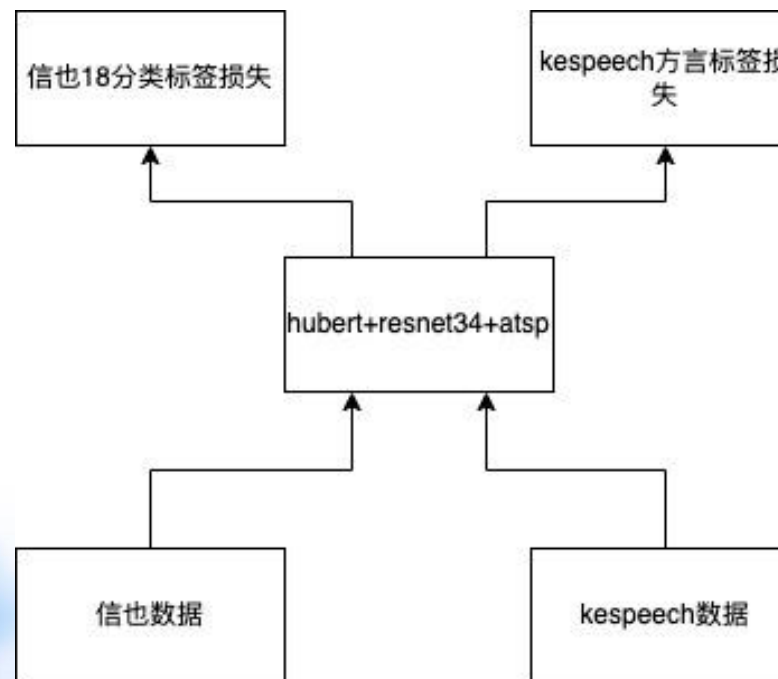 信也18分类标签损失
kespeech方言标签损
失
hubert+resnet34+atsp
信也数据
kespeech数据